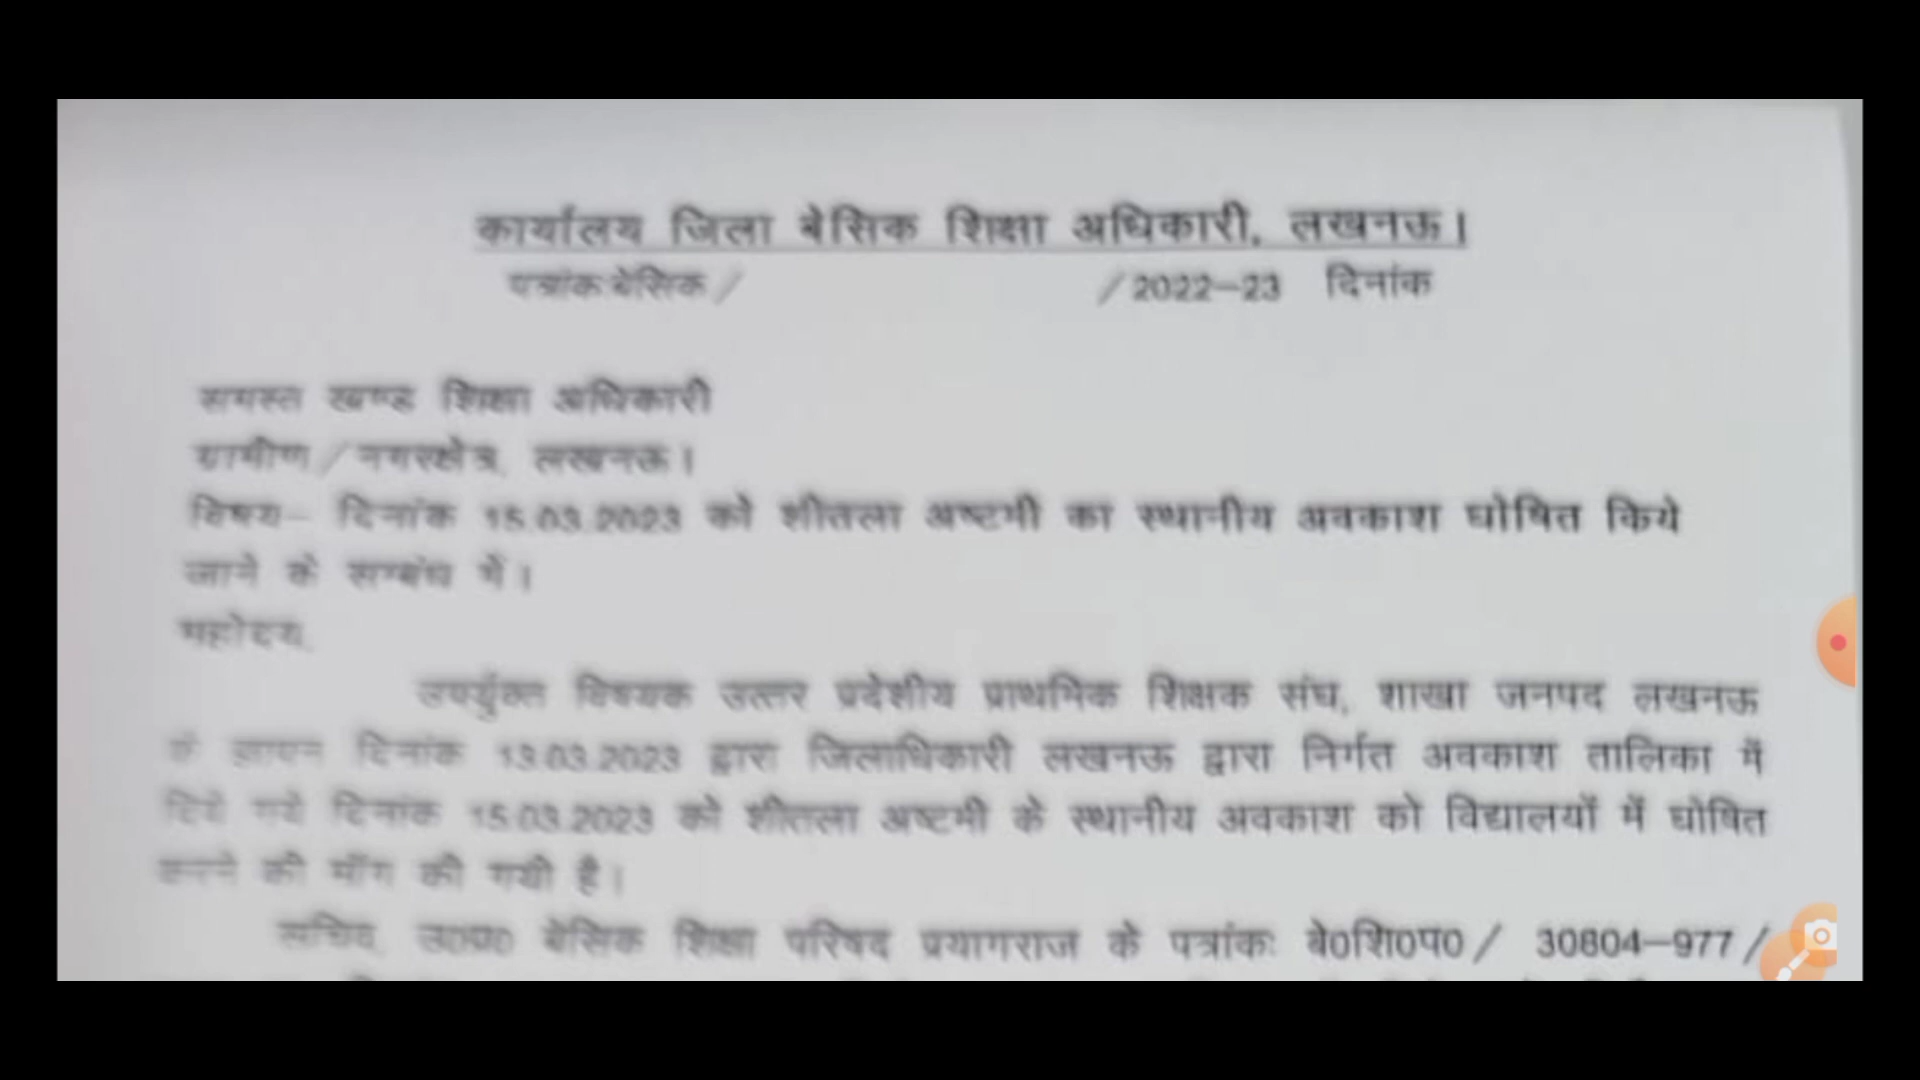 कार्यालय जिला बेसिक शिक्षा अधिकारी, लखनऊ।
पत्रांक:बेसिक/ /2022–23 दिनांक
समस्त खण्ड शिक्षा अधिकारी
ग्रामीण/नगरक्षेत्र, लखनऊ।
विषय– दिनांक 15.03.2023 को शीतला अष्टमी का स्थानीय अवकाश घोषित किये
जाने के सम्बंध में।
महोदय,
उपर्युक्त विषयक उत्तर प्रदेशीय प्राथमिक शिक्षक संघ, शाखा जनपद लखनऊ
के ज्ञापन दिनांक 13.03.2023 द्वारा जिलाधिकारी लखनऊ द्वारा निर्गत अवकाश तालिका में
दिये गये दिनांक 15.03.2023 को शीतला अष्टमी के स्थानीय अवकाश को विद्यालयों में घोषित
करने की माँग की गयी है।
सचिव, उ0प्र0 बेसिक शिक्षा परिषद प्रयागराज के पत्रांकः बे0शि0प0/ 30804–977/